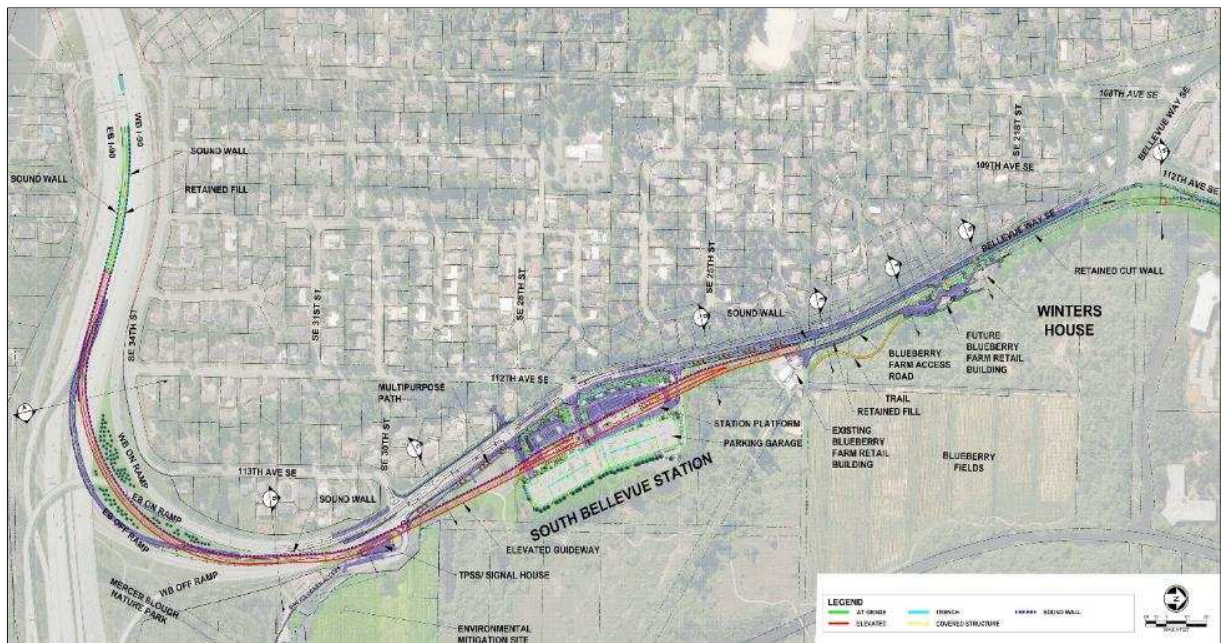 108TH AVE SE
BELLEVUE WAY SE
SE 21ST ST
109TH AVE SE
112TH AVE SE
EB I-90
WB I-90
SOUND WALL
SOUND WALL
RETAINED FILL
BELLEVUE WAY SE
RETAINED CUT WALL
SE 34TH ST
SE 31ST ST
SE 28TH ST
SOUND WALL
WINTERS
HOUSE
FUTURE
BLUEBERRY
FARM RETAIL
BUILDING
BLUEBERRY
FARM ACCESS
ROAD
MULTIPURPOSE
PATH
112TH AVE SE
TRAIL
RETAINED FILL
STATION PLATFORM
PARKING GARAGE
EXISTING
BLUEBERRY
FARM RETAIL
BUILDING
BLUEBERRY
FIELDS
SE 30TH ST
113TH AVE SE
SOUND WALL
SOUTH BELLEVUE STATION
WB ON RAMP
EB ON RAMP
EB OFF RAMP
WB OFF RAMP
ELEVATED GUIDEWAY
TPSS/ SIGNAL HOUSE
MERCER SLOUGH
NATURE PARK
ENVIRONMENTAL
MITIGATION SITE
LEGEND
AT GRADE
TRENCH
SOUND WALL
ELEVATED
COVERED STRUCTURE